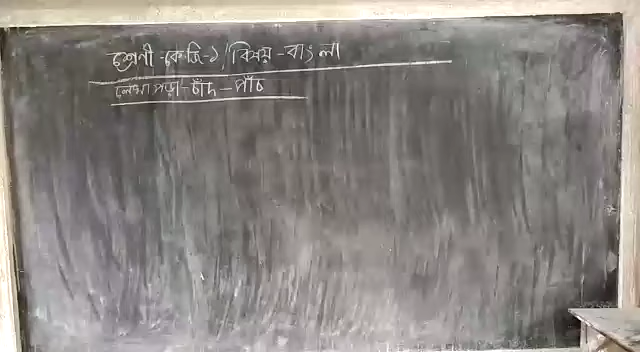 শ্রেণী-কেজি-১,"বিষয়-বাংলা
লেখা পড়া-চাঁদ-পাঁচ